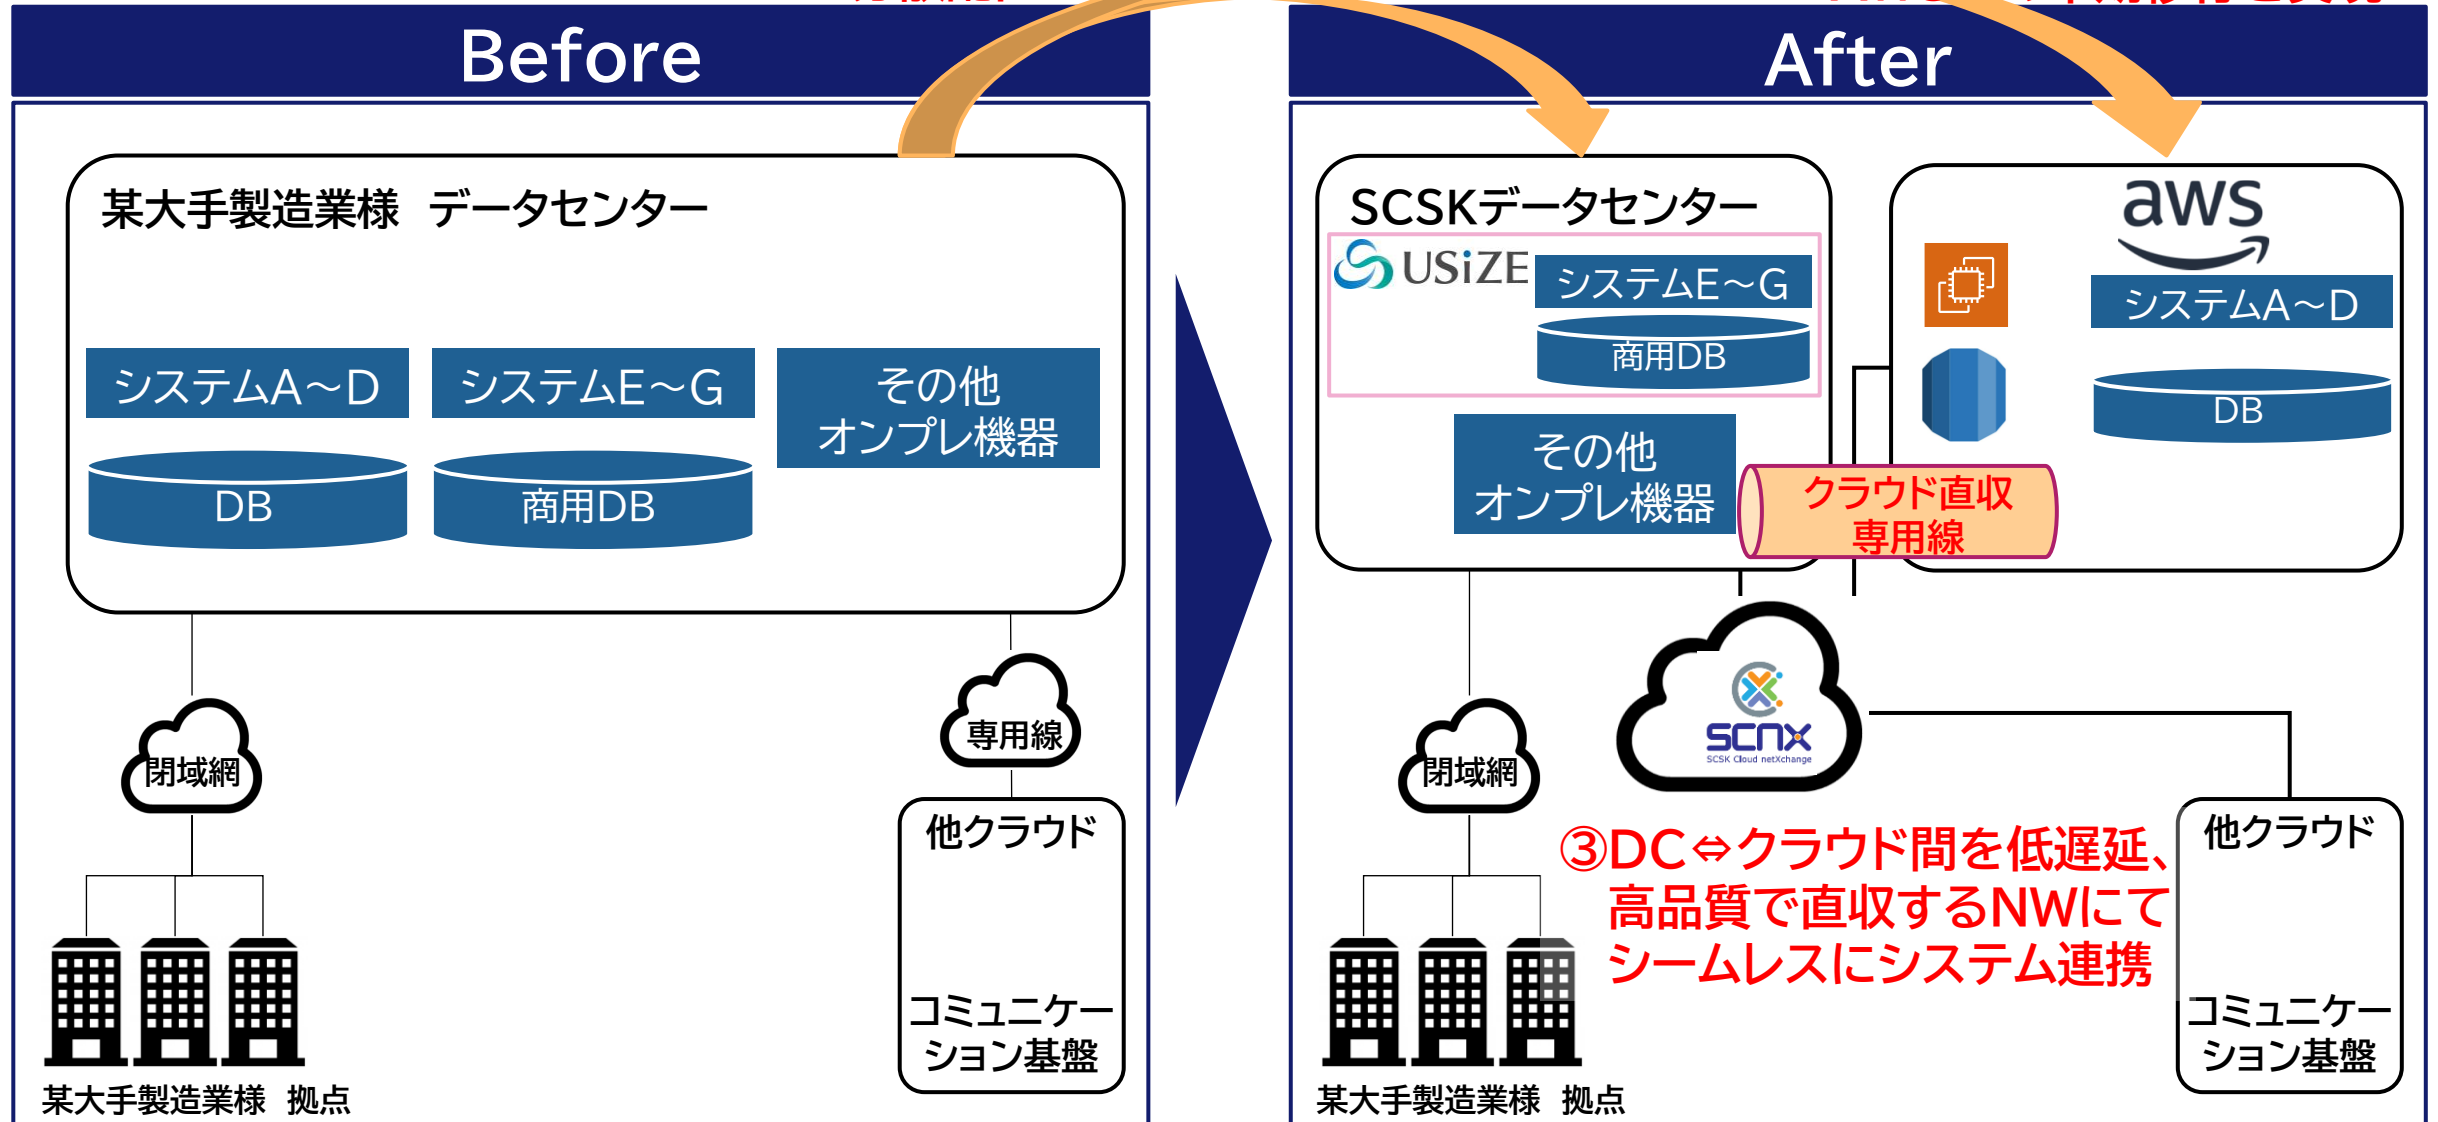 Before
某大手製造業様　データセンター
システムA～D
DB
システムE～G
商用DB
その他
オンプレ機器
閉域網
専用線
他クラウド
コミュニケー
ション基盤
某大手製造業様　拠点
After
SCSKデータセンター
USiZE
システムE～G
商用DB
その他
オンプレ機器
aws
システムA～D
DB
クラウド直収
専用線
閉域網
SCNX
SCSK Cloud netXchange
③DC⇔クラウド間を低遅延、
高品質で直収するNWにて
シームレスにシステム連携
他クラウド
コミュニケー
ション基盤
某大手製造業様　拠点